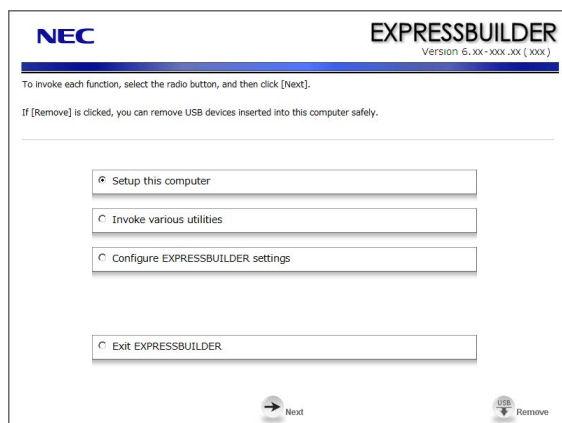 NEC
EXPRESSBUILDER
Version 6.xx-xxx.xx (xxx)
To invoke each function, select the radio button, and then click [Next].
If [Remove] is clicked, you can remove USB devices inserted into this computer safely.
Setup this computer
Invoke various utilities
Configure EXPRESSBUILDER settings
Exit EXPRESSBUILDER
Next
USB
Remove